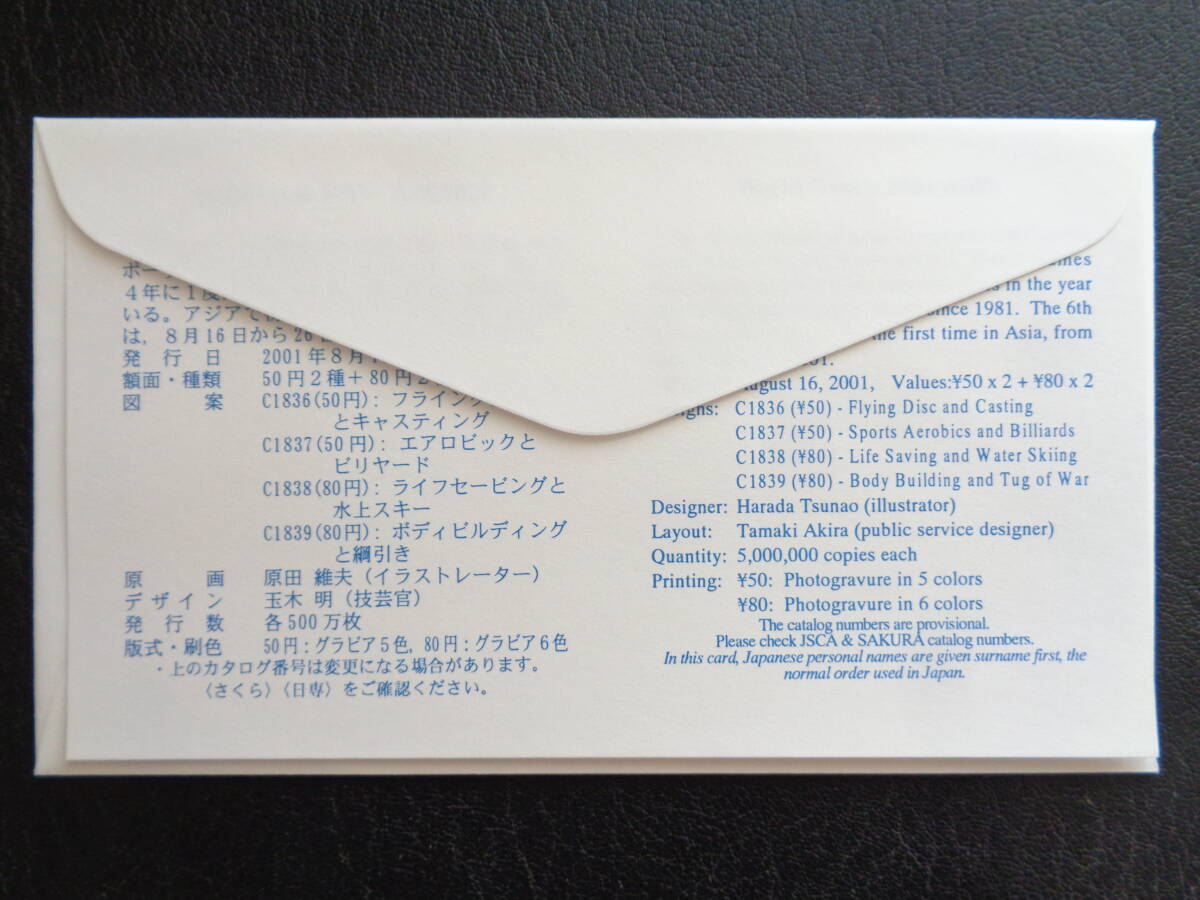 ４年に１度
いる。アジアで
は，８月16日から26
発行日 2001年８月1
額面・種類 50円２種＋80円２
図案 C1836(50円)：フライング
とキャスティング
C1837(50円)：エアロビックと
ビリヤード
C1838(80円)：ライフセービングと
水上スキー
C1839(80円)：ボディビルディング
と綱引き
原画 原田 維夫（イラストレーター）
デザイン 玉木 明（技芸官）
発行数 各500万枚
版式・刷色 50円：グラビア５色，80円：グラビア６色
・上のカタログ番号は変更になる場合があります。
〈さくら〉〈日専〉をご確認ください。
in the year
since 1981. The 6th
the first time in Asia, from
August 16, 2001, Values:¥50 x 2 + ¥80 x 2
C1836 (¥50) - Flying Disc and Casting
C1837 (¥50) - Sports Aerobics and Billiards
C1838 (¥80) - Life Saving and Water Skiing
C1839 (¥80) - Body Building and Tug of War
Designer: Harada Tsunao (illustrator)
Layout: Tamaki Akira (public service designer)
Quantity: 5,000,000 copies each
Printing: ¥50: Photogravure in 5 colors
¥80: Photogravure in 6 colors
The catalog numbers are provisional.
Please check JSCA & SAKURA catalog numbers.
In this card, Japanese personal names are given surname first, the
normal order used in Japan.